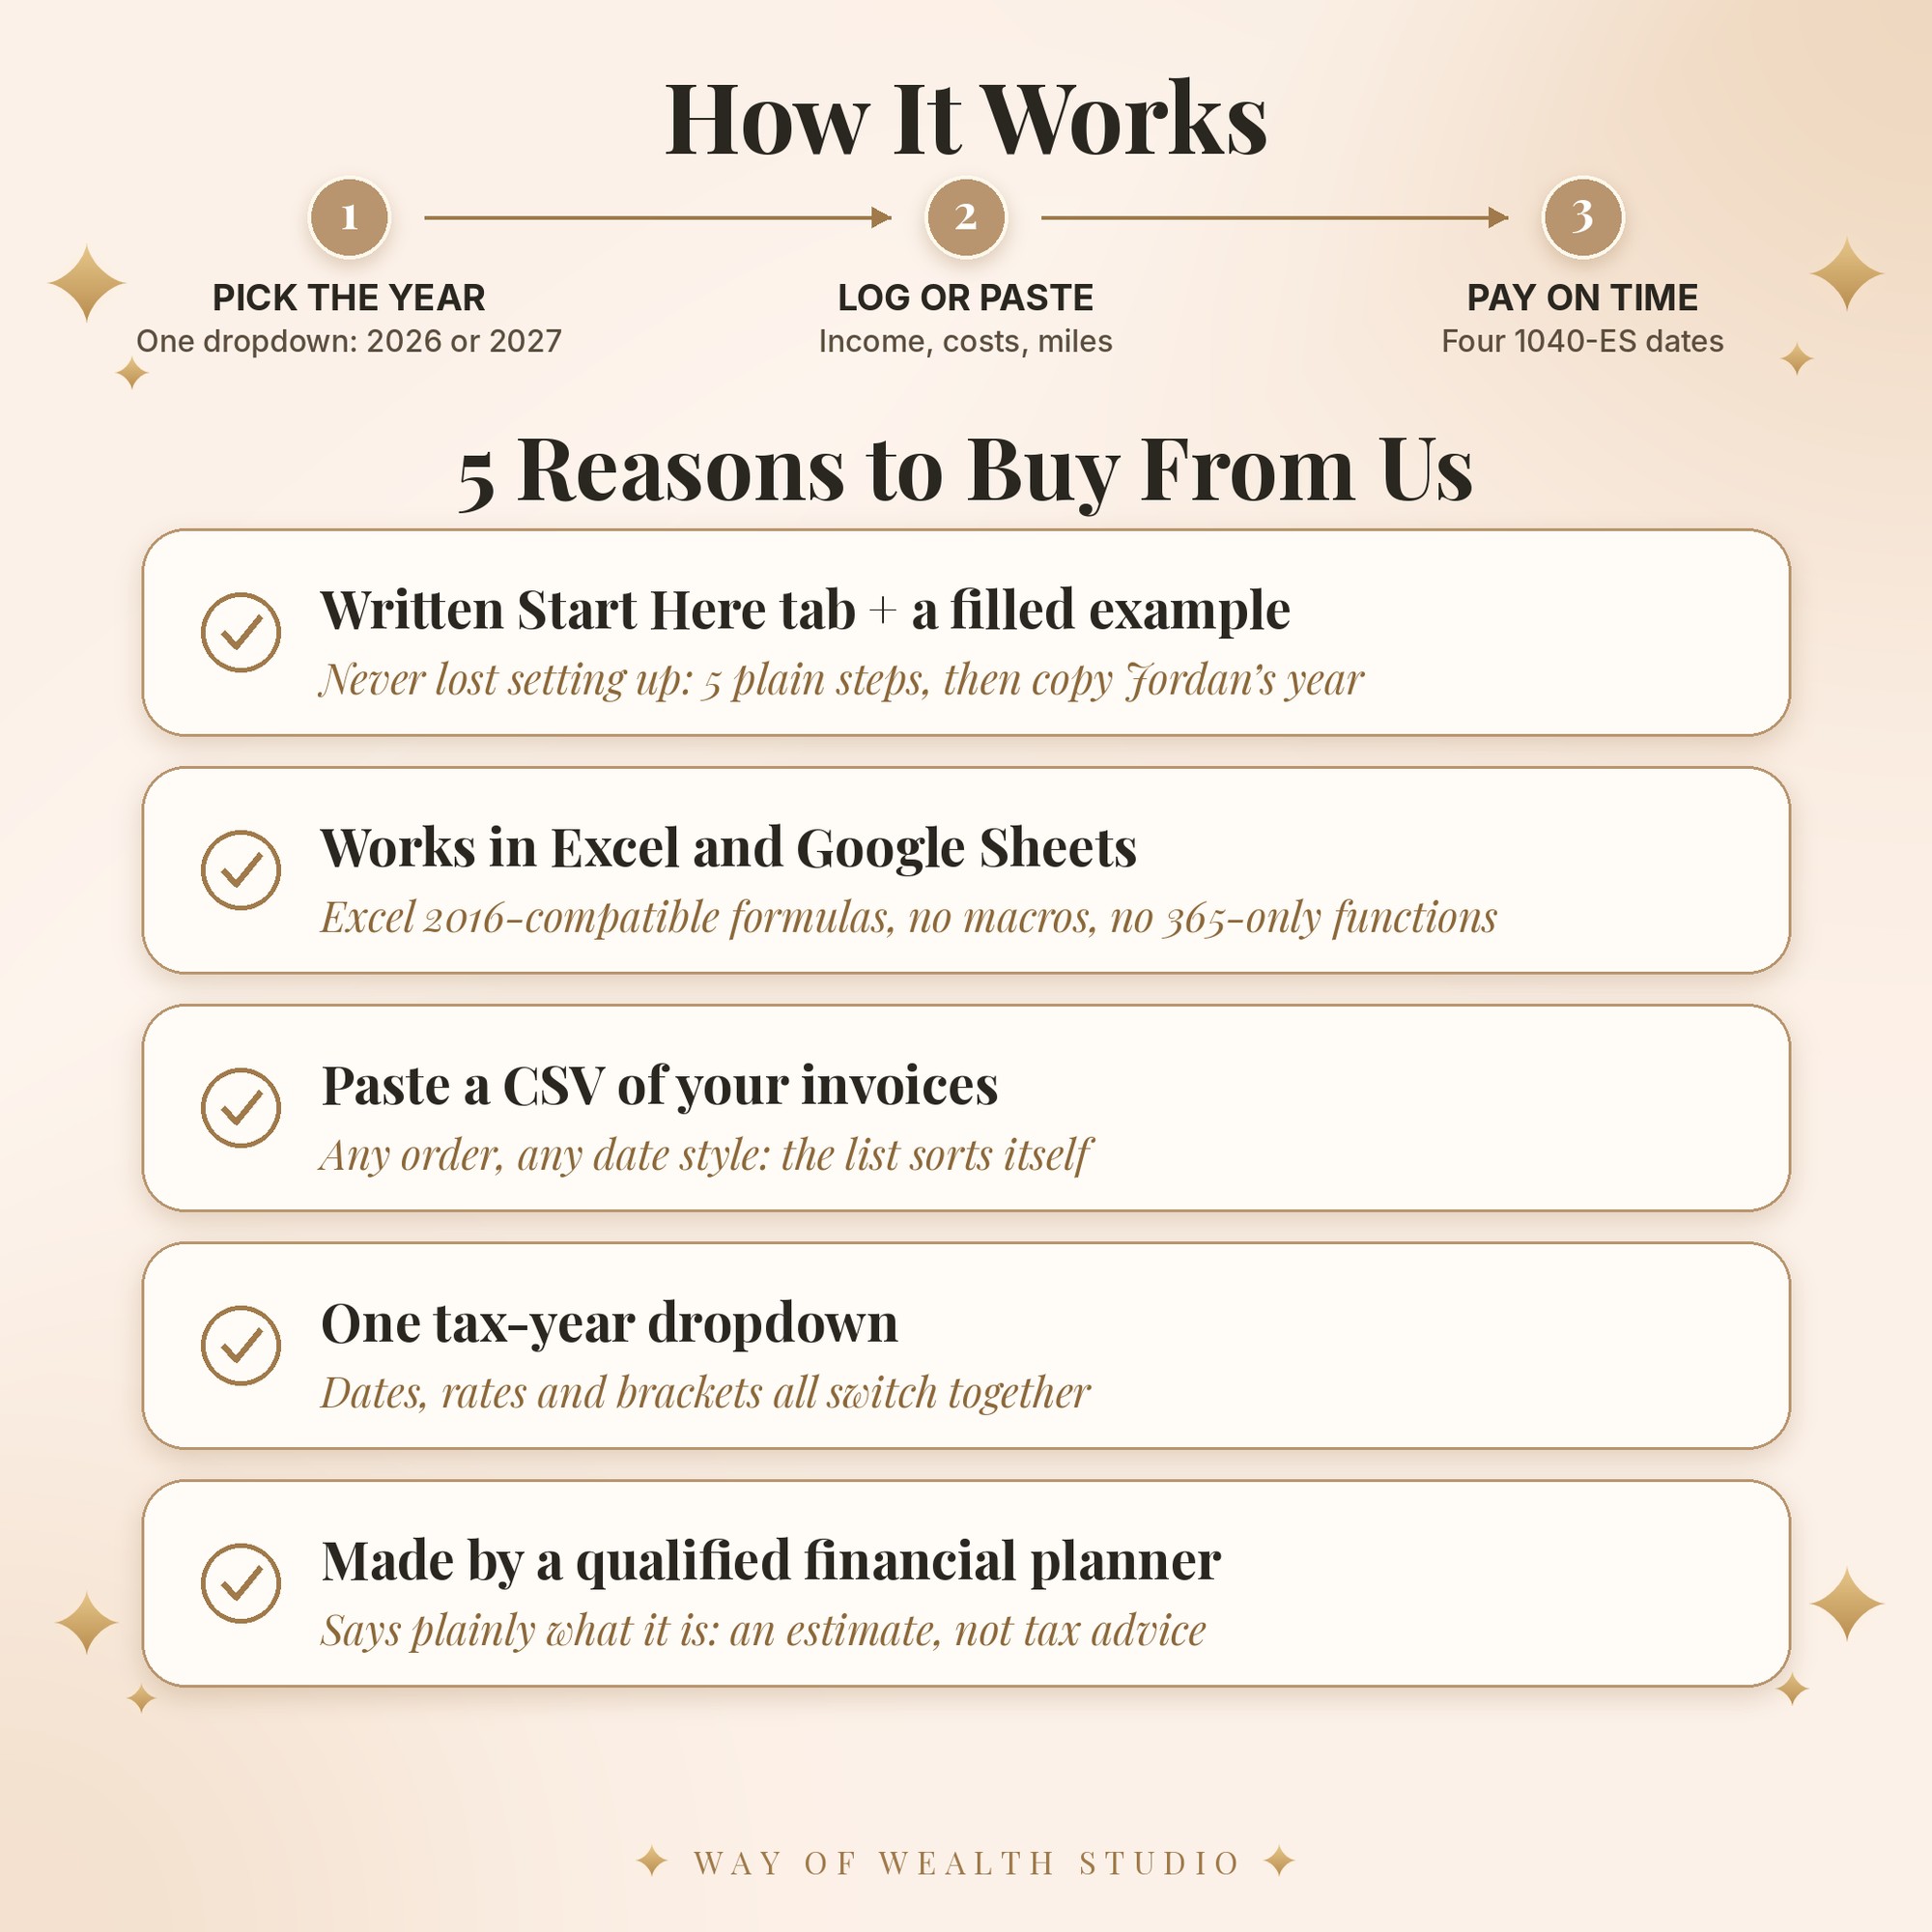 How It Works
1 2 3
PICK THE YEAR LOG OR PASTE PAY ON TIME
One dropdown: 2026 or 2027 Income, costs, miles Four 1040-ES dates
5 Reasons to Buy From Us
Written Start Here tab + a filled example
Never lost setting up: 5 plain steps, then copy Jordan’s year
Works in Excel and Google Sheets
Excel 2016-compatible formulas, no macros, no 365-only functions
Paste a CSV of your invoices
Any order, any date style: the list sorts itself
One tax-year dropdown
Dates, rates and brackets all switch together
Made by a qualified financial planner
Says plainly what it is: an estimate, not tax advice
WAY OF WEALTH STUDIO